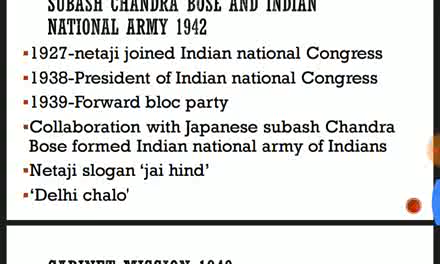 SUBASH CHANDRA BOSE AND INDIAN
NATIONAL ARMY 1942
▪1927-netaji joined Indian national Congress
▪1938-President of Indian national Congress
▪1939-Forward bloc party
▪Collaboration with Japanese subash Chandra
Bose formed Indian national army of Indians
▪Netaji slogan ‘jai hind’
▪‘Delhi chalo'
CABINET MISSION